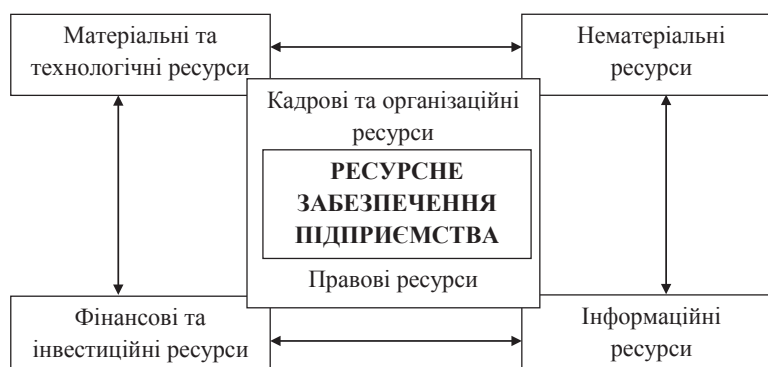 Матеріальні та
технологічні ресурси
Нематеріальні
ресурси
Кадрові та організаційні
ресурси
РЕСУРСНЕ
ЗАБЕЗПЕЧЕННЯ
ПІДПРИЄМСТВА
Правові ресурси
Фінансові та
інвестиційні ресурси
Інформаційні
ресурси